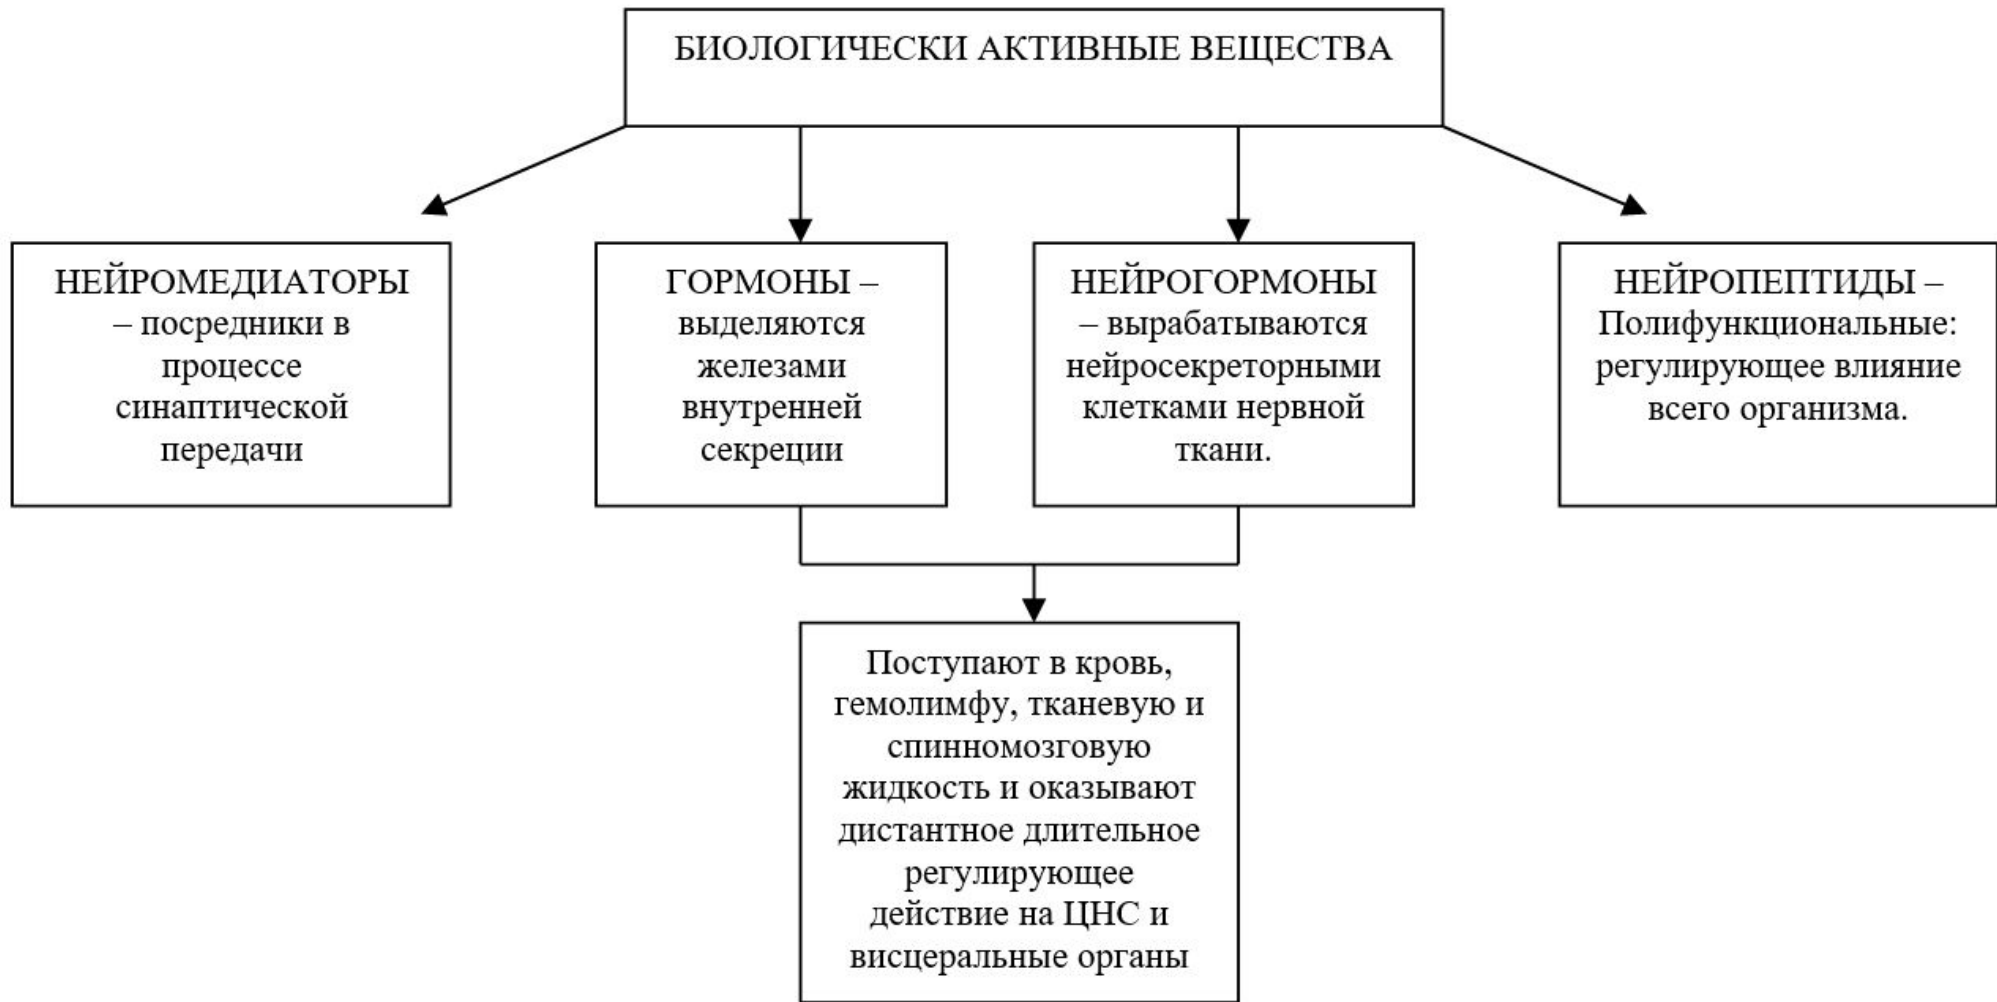 БИОЛОГИЧЕСКИ АКТИВНЫЕ ВЕЩЕСТВА
НЕЙРОМЕДИАТОРЫ
– посредники в
процессе
синаптической
передачи
ГОРМОНЫ –
выделяются
железами
внутренней
секреции
НЕЙРОГОРМОНЫ
– вырабатываются
нейросекреторными
клетками нервной
ткани.
НЕЙРОПЕПТИДЫ –
Полифункциональные:
регулирующее влияние
всего организма.
Поступают в кровь,
гемолимфу, тканевую и
спинномозговую
жидкость и оказывают
дистантное длительное
регулирующее
действие на ЦНС и
висцеральные органы